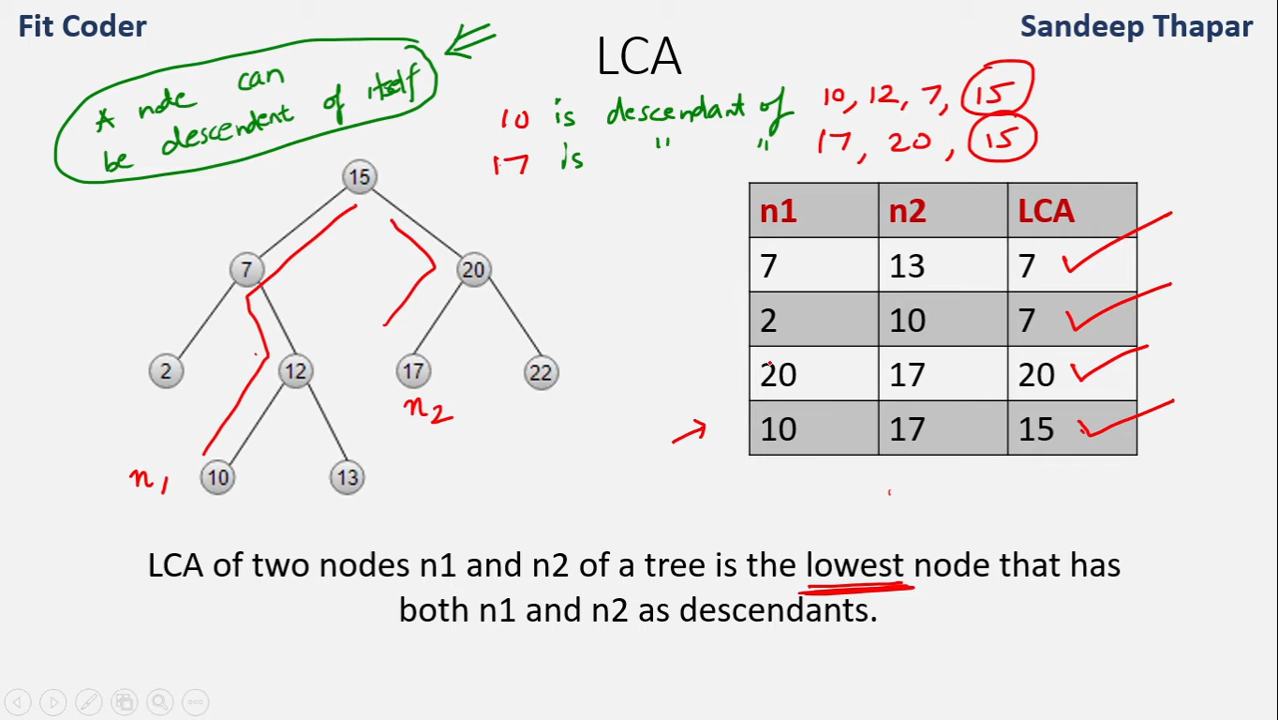 Fit Coder
Sandeep Thapar
LCA
A node can
be descendent of itself
10 is descendant of 10, 12, 7, 15
17 is " " 17, 20, 15
15
7
20
2
12
17
22
n2
n1
10
13
n1 n2 LCA
7 13 7
2 10 7
20 17 20
10 17 15
LCA of two nodes n1 and n2 of a tree is the lowest node that has
both n1 and n2 as descendants.